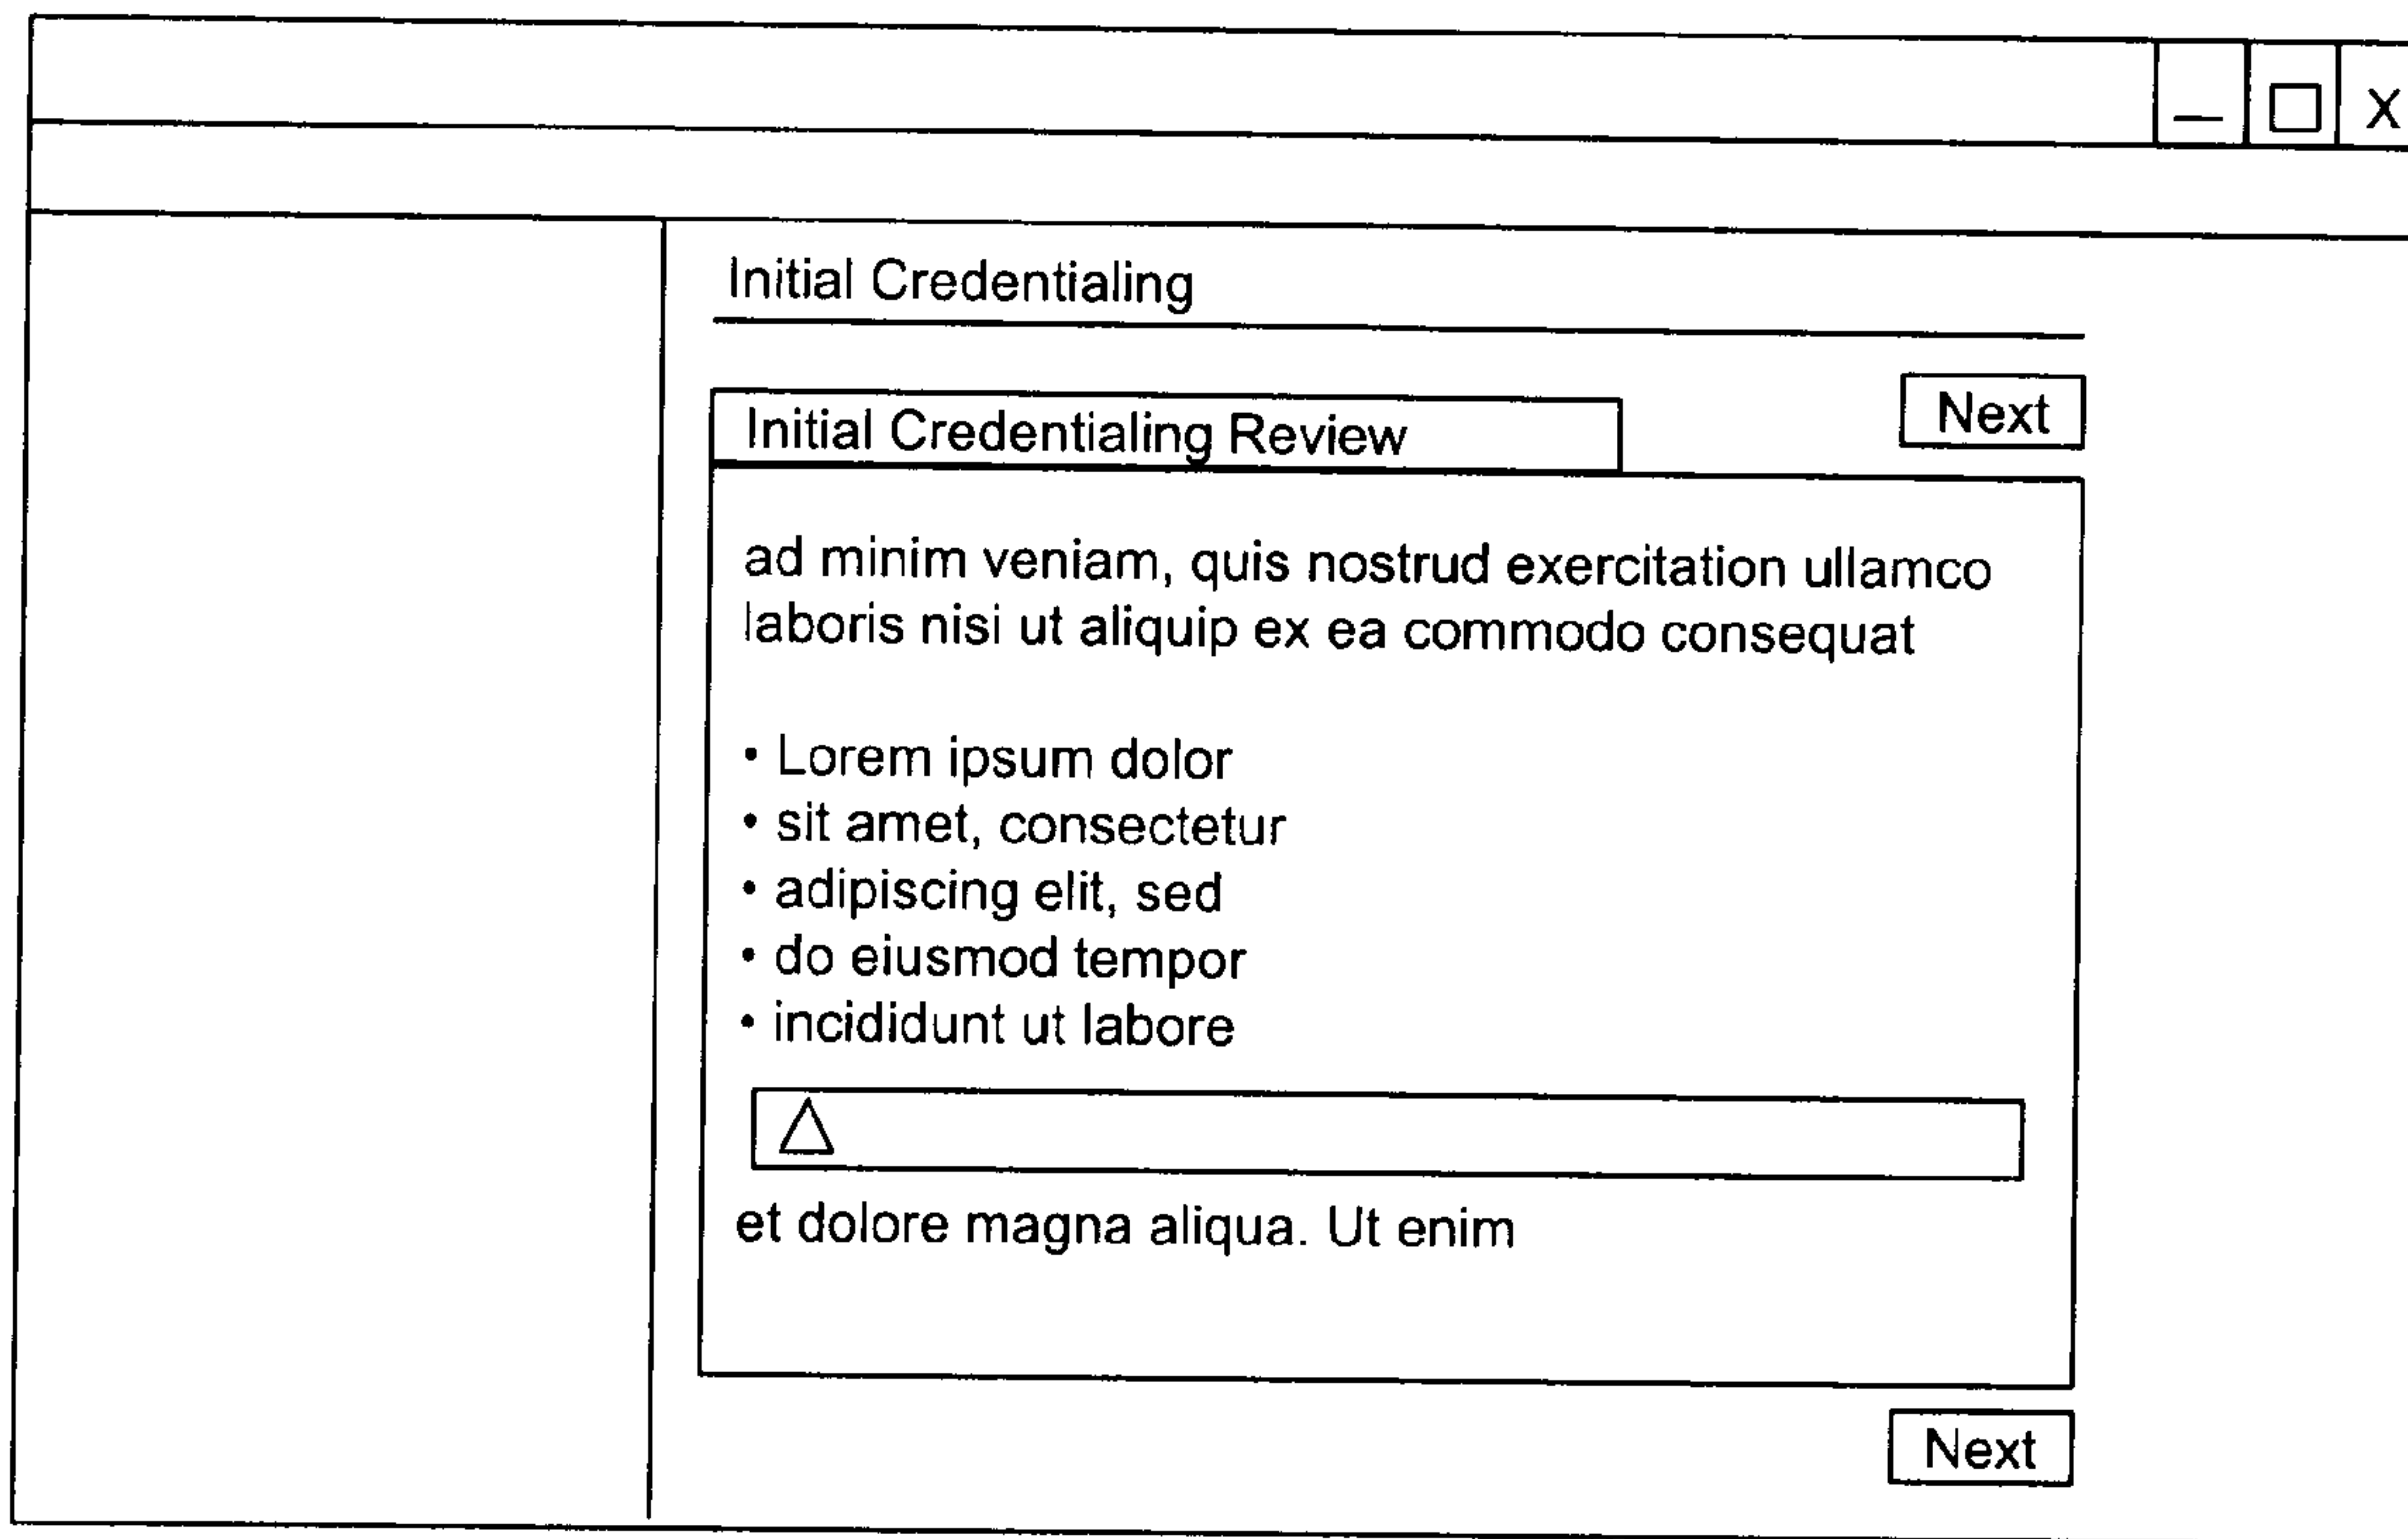 X
Initial Credentialing
Next
Initial Credentialing Review
ad minim veniam, quis nostrud exercitation ullamco
laboris nisi ut aliquip ex ea commodo consequat
• Lorem ipsum dolor
• sit amet, consectetur
• adipiscing elit, sed
• do eiusmod tempor
• incididunt ut labore
et dolore magna aliqua. Ut enim
Next